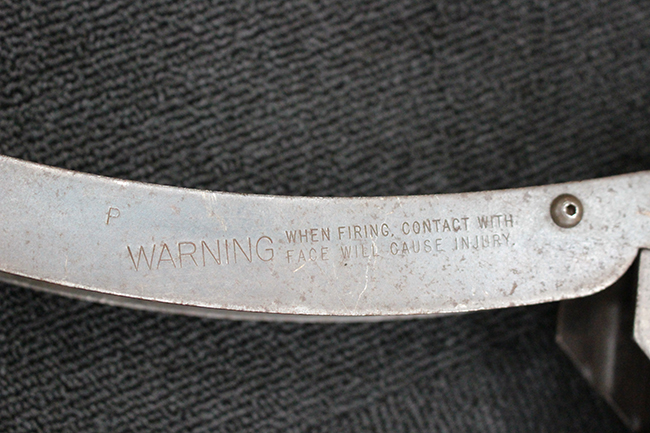 P
WARNING WHEN FIRING, CONTACT WITH
FACE WILL CAUSE INJURY.